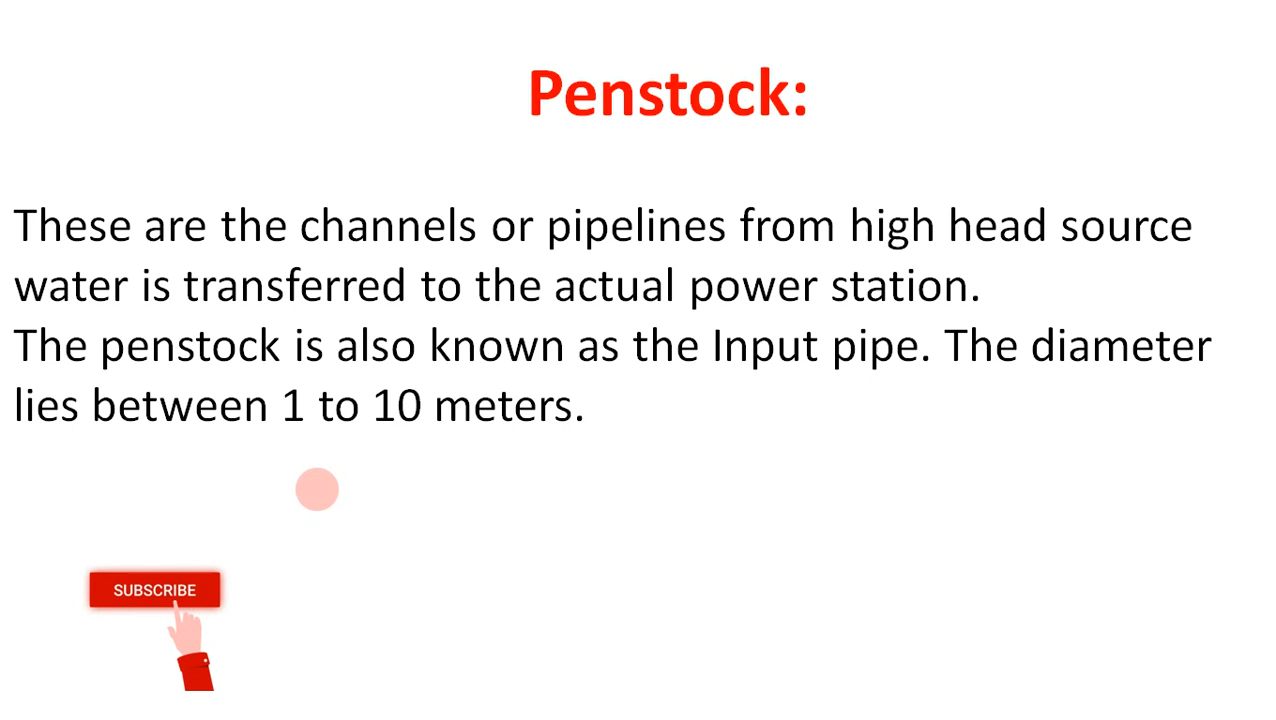 Penstock:
These are the channels or pipelines from high head source
water is transferred to the actual power station.
The penstock is also known as the Input pipe. The diameter
lies between 1 to 10 meters.
SUBSCRIBE